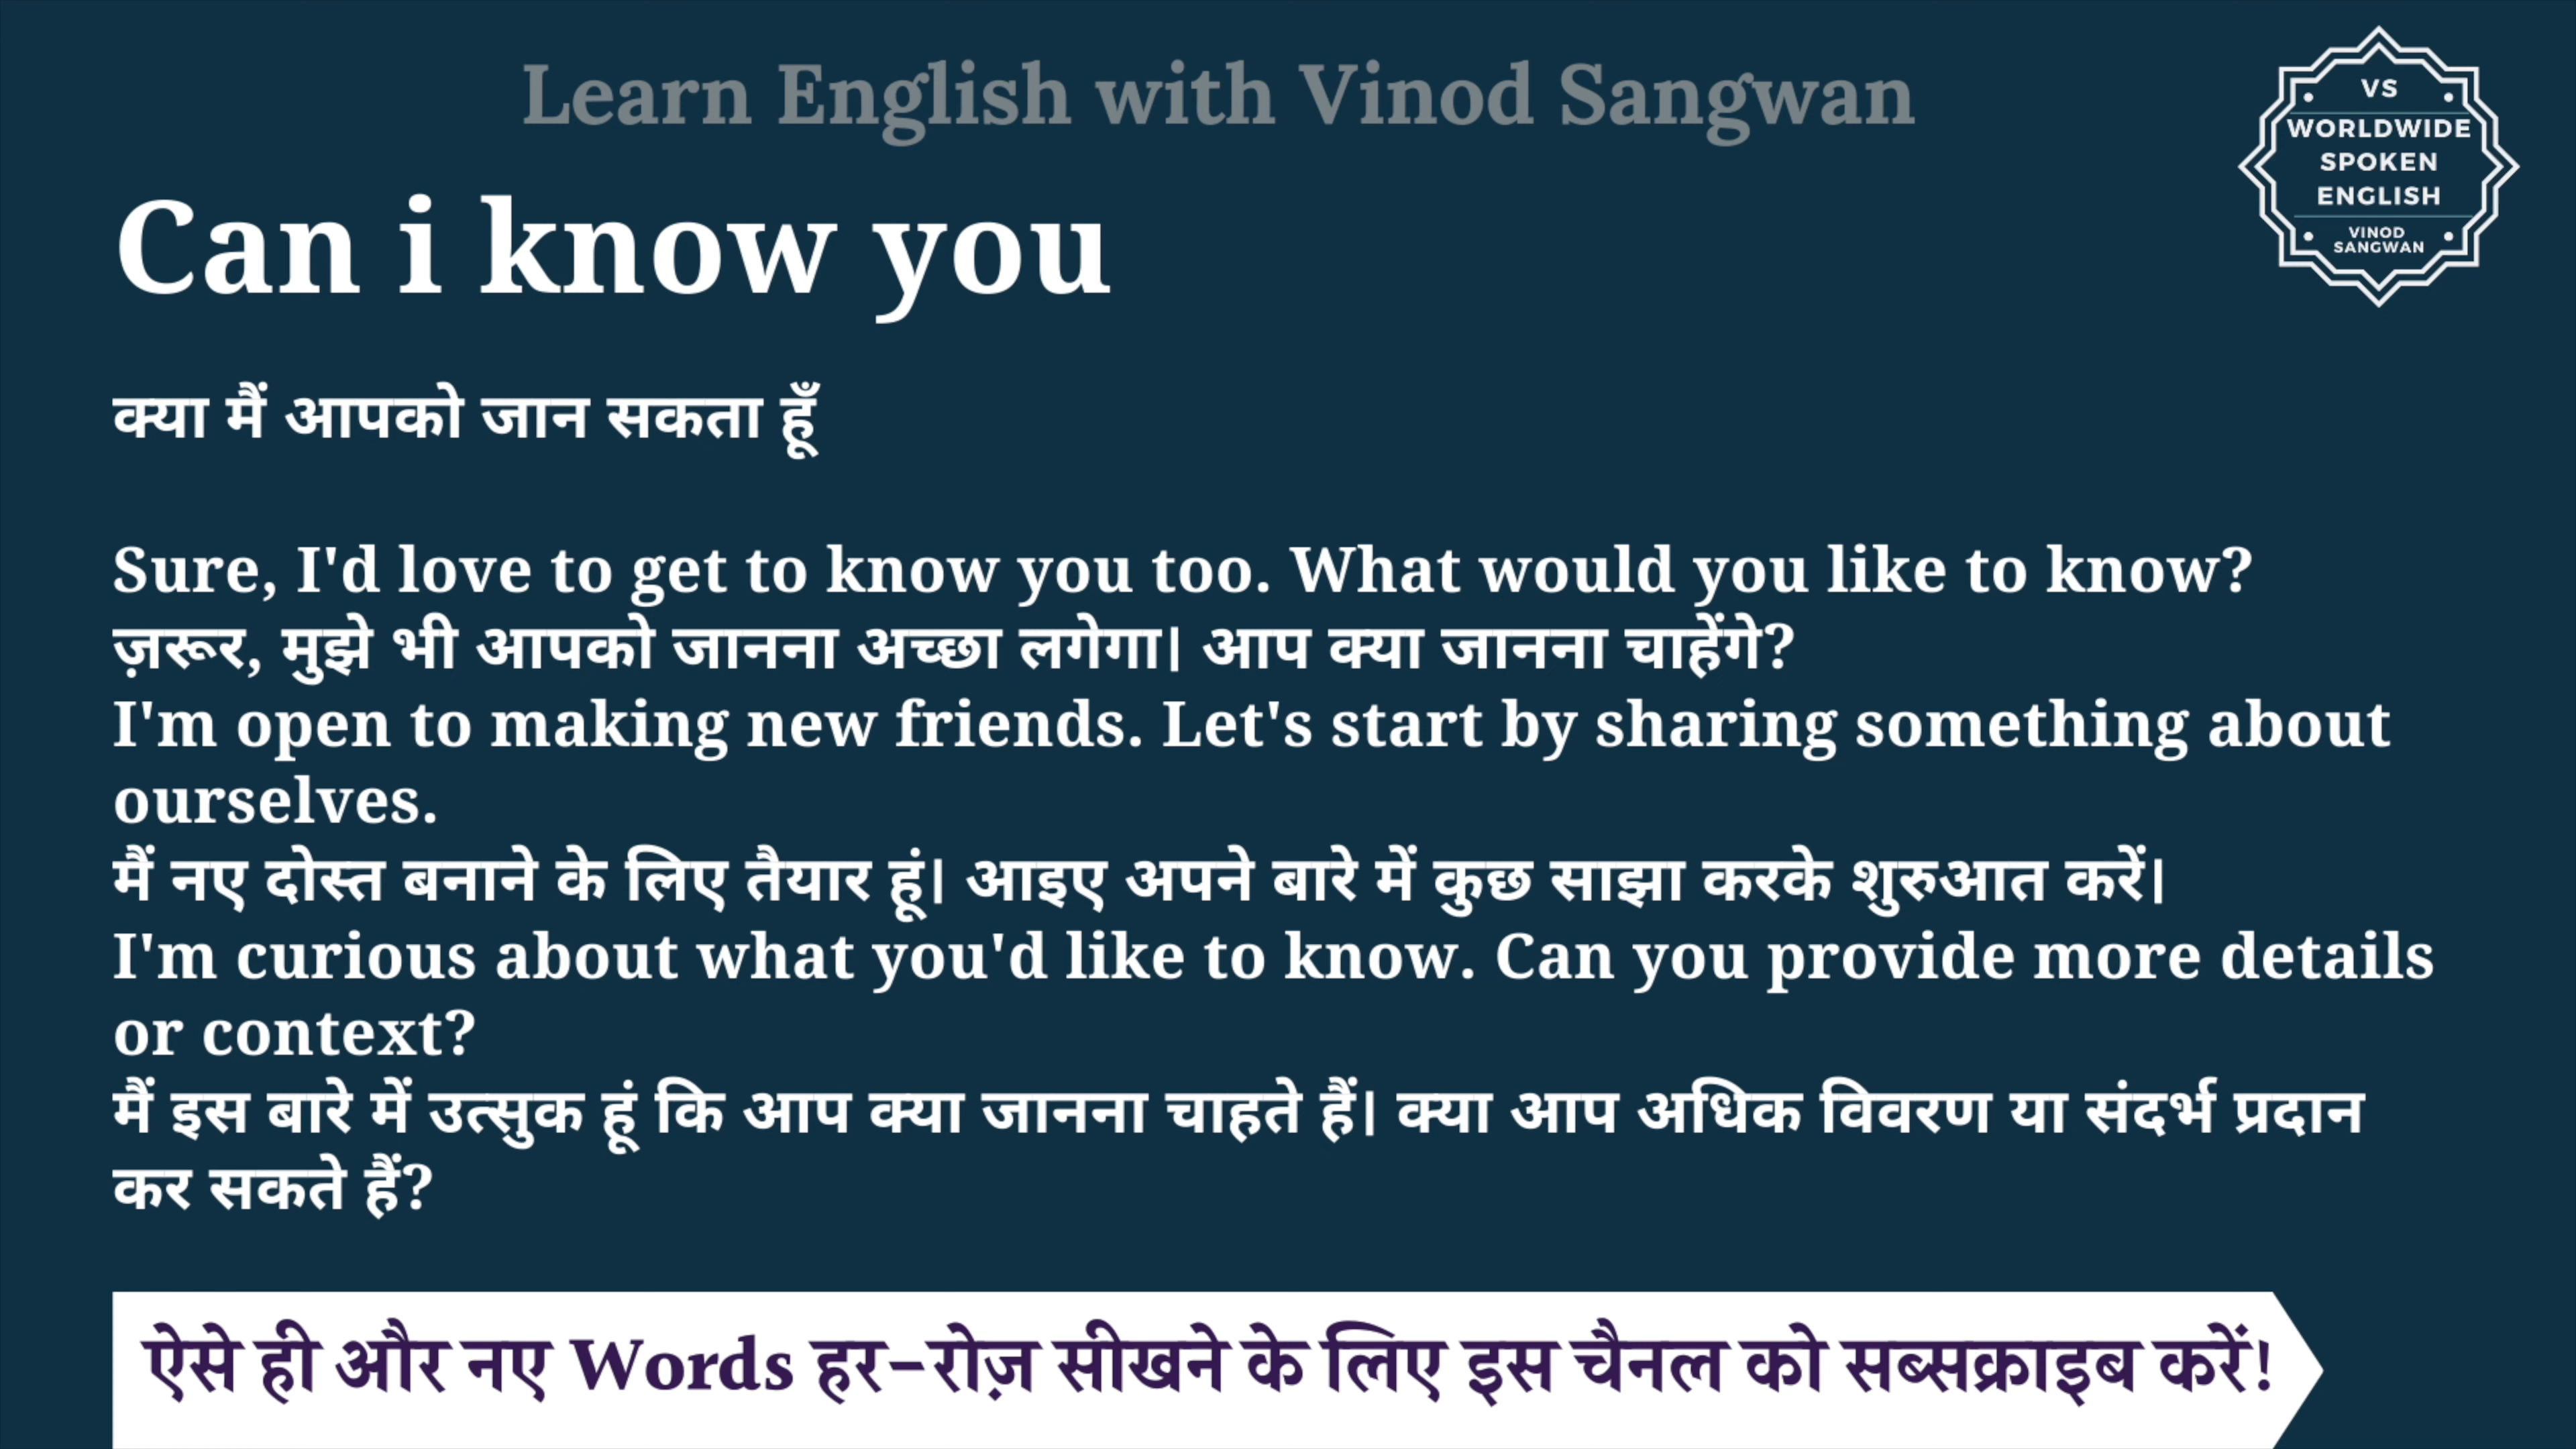 Learn English with Vinod Sangwan
VS
WORLDWIDE
SPOKEN
ENGLISH
VINOD
SANGWAN
Can i know you
क्या मैं आपको जान सकता हूँ
Sure, I'd love to get to know you too. What would you like to know?
ज़रूर, मुझे भी आपको जानना अच्छा लगेगा। आप क्या जानना चाहेंगे?
I'm open to making new friends. Let's start by sharing something about
ourselves.
मैं नए दोस्त बनाने के लिए तैयार हूं। आइए अपने बारे में कुछ साझा करके शुरुआत करें।
I'm curious about what you'd like to know. Can you provide more details
or context?
मैं इस बारे में उत्सुक हूं कि आप क्या जानना चाहते हैं। क्या आप अधिक विवरण या संदर्भ प्रदान
कर सकते हैं?
ऐसे ही और नए Words हर-रोज़ सीखने के लिए इस चैनल को सब्सक्राइब करें!